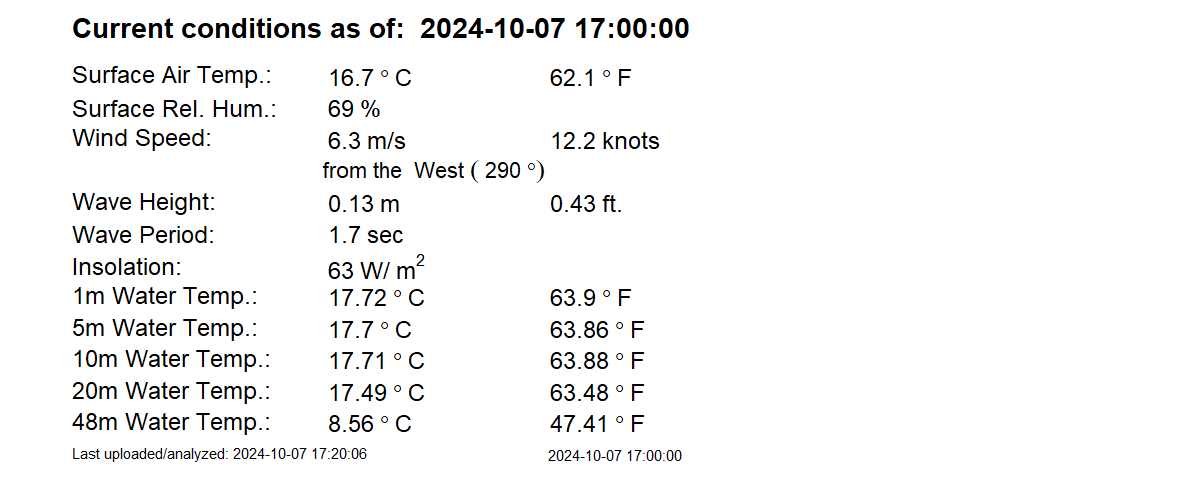 Current conditions as of: 2024-10-07 17:00:00
Surface Air Temp.: 16.7 ° C 62.1 ° F
Surface Rel. Hum.: 69 %
Wind Speed: 6.3 m/s 12.2 knots
from the West ( 290 °)
Wave Height: 0.13 m 0.43 ft.
Wave Period: 1.7 sec
Insolation: 63 W/ m²
1m Water Temp.: 17.72 ° C 63.9 ° F
5m Water Temp.: 17.7 ° C 63.86 ° F
10m Water Temp.: 17.71 ° C 63.88 ° F
20m Water Temp.: 17.49 ° C 63.48 ° F
48m Water Temp.: 8.56 ° C 47.41 ° F
Last uploaded/analyzed: 2024-10-07 17:20:06 2024-10-07 17:00:00